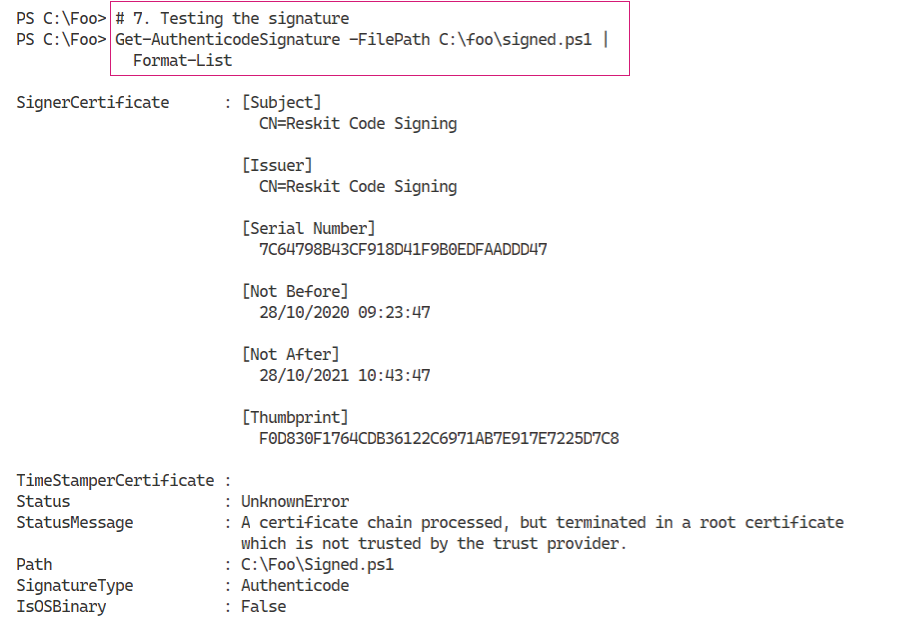 PS C:\Foo> # 7. Testing the signature
PS C:\Foo> Get-AuthenticodeSignature -FilePath C:\foo\signed.ps1 |
Format-List
SignerCertificate : [Subject]
CN=Reskit Code Signing
[Issuer]
CN=Reskit Code Signing
[Serial Number]
7C64798B43CF918D41F9B0EDFAADDD47
[Not Before]
28/10/2020 09:23:47
[Not After]
28/10/2021 10:43:47
[Thumbprint]
F0D830F1764CDB36122C6971AB7E917E7225D7C8
TimeStamperCertificate :
Status : UnknownError
StatusMessage : A certificate chain processed, but terminated in a root certificate
which is not trusted by the trust provider.
Path : C:\Foo\Signed.ps1
SignatureType : Authenticode
IsOSBinary : False